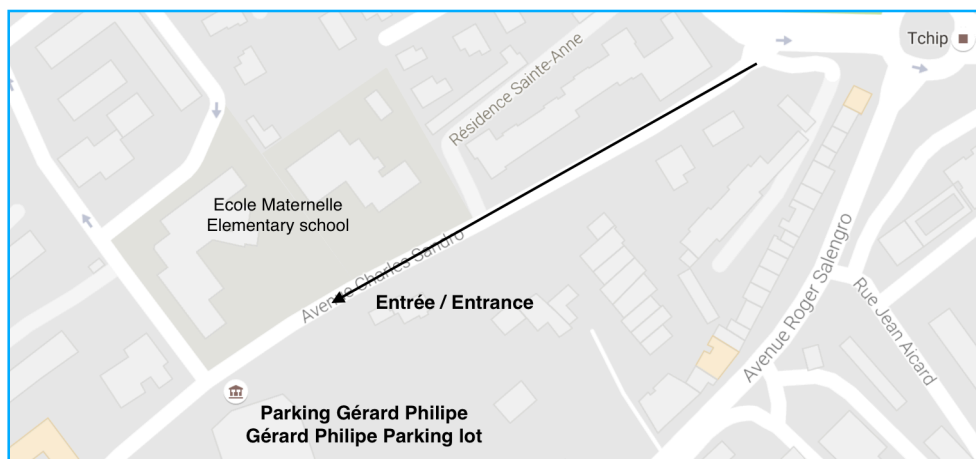 Tchip
Résidence Sainte-Anne
Ecole Maternelle
Elementary school
Avenue Charles Sandro
Entrée / Entrance
Avenue Roger Salengro
Rue Jean Aicard
Parking Gérard Philipe
Gérard Philipe Parking lot